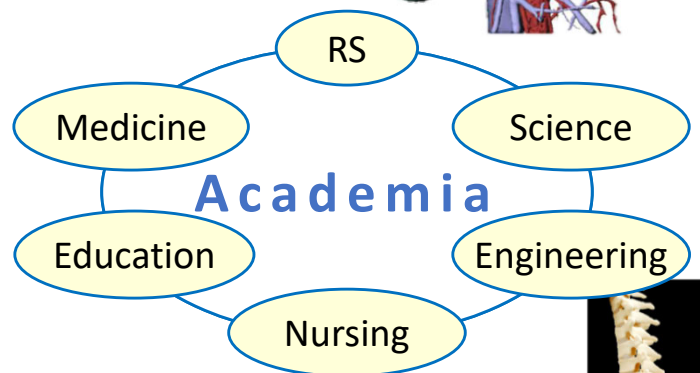 RS
Medicine
Science
Academia
Education
Engineering
Nursing